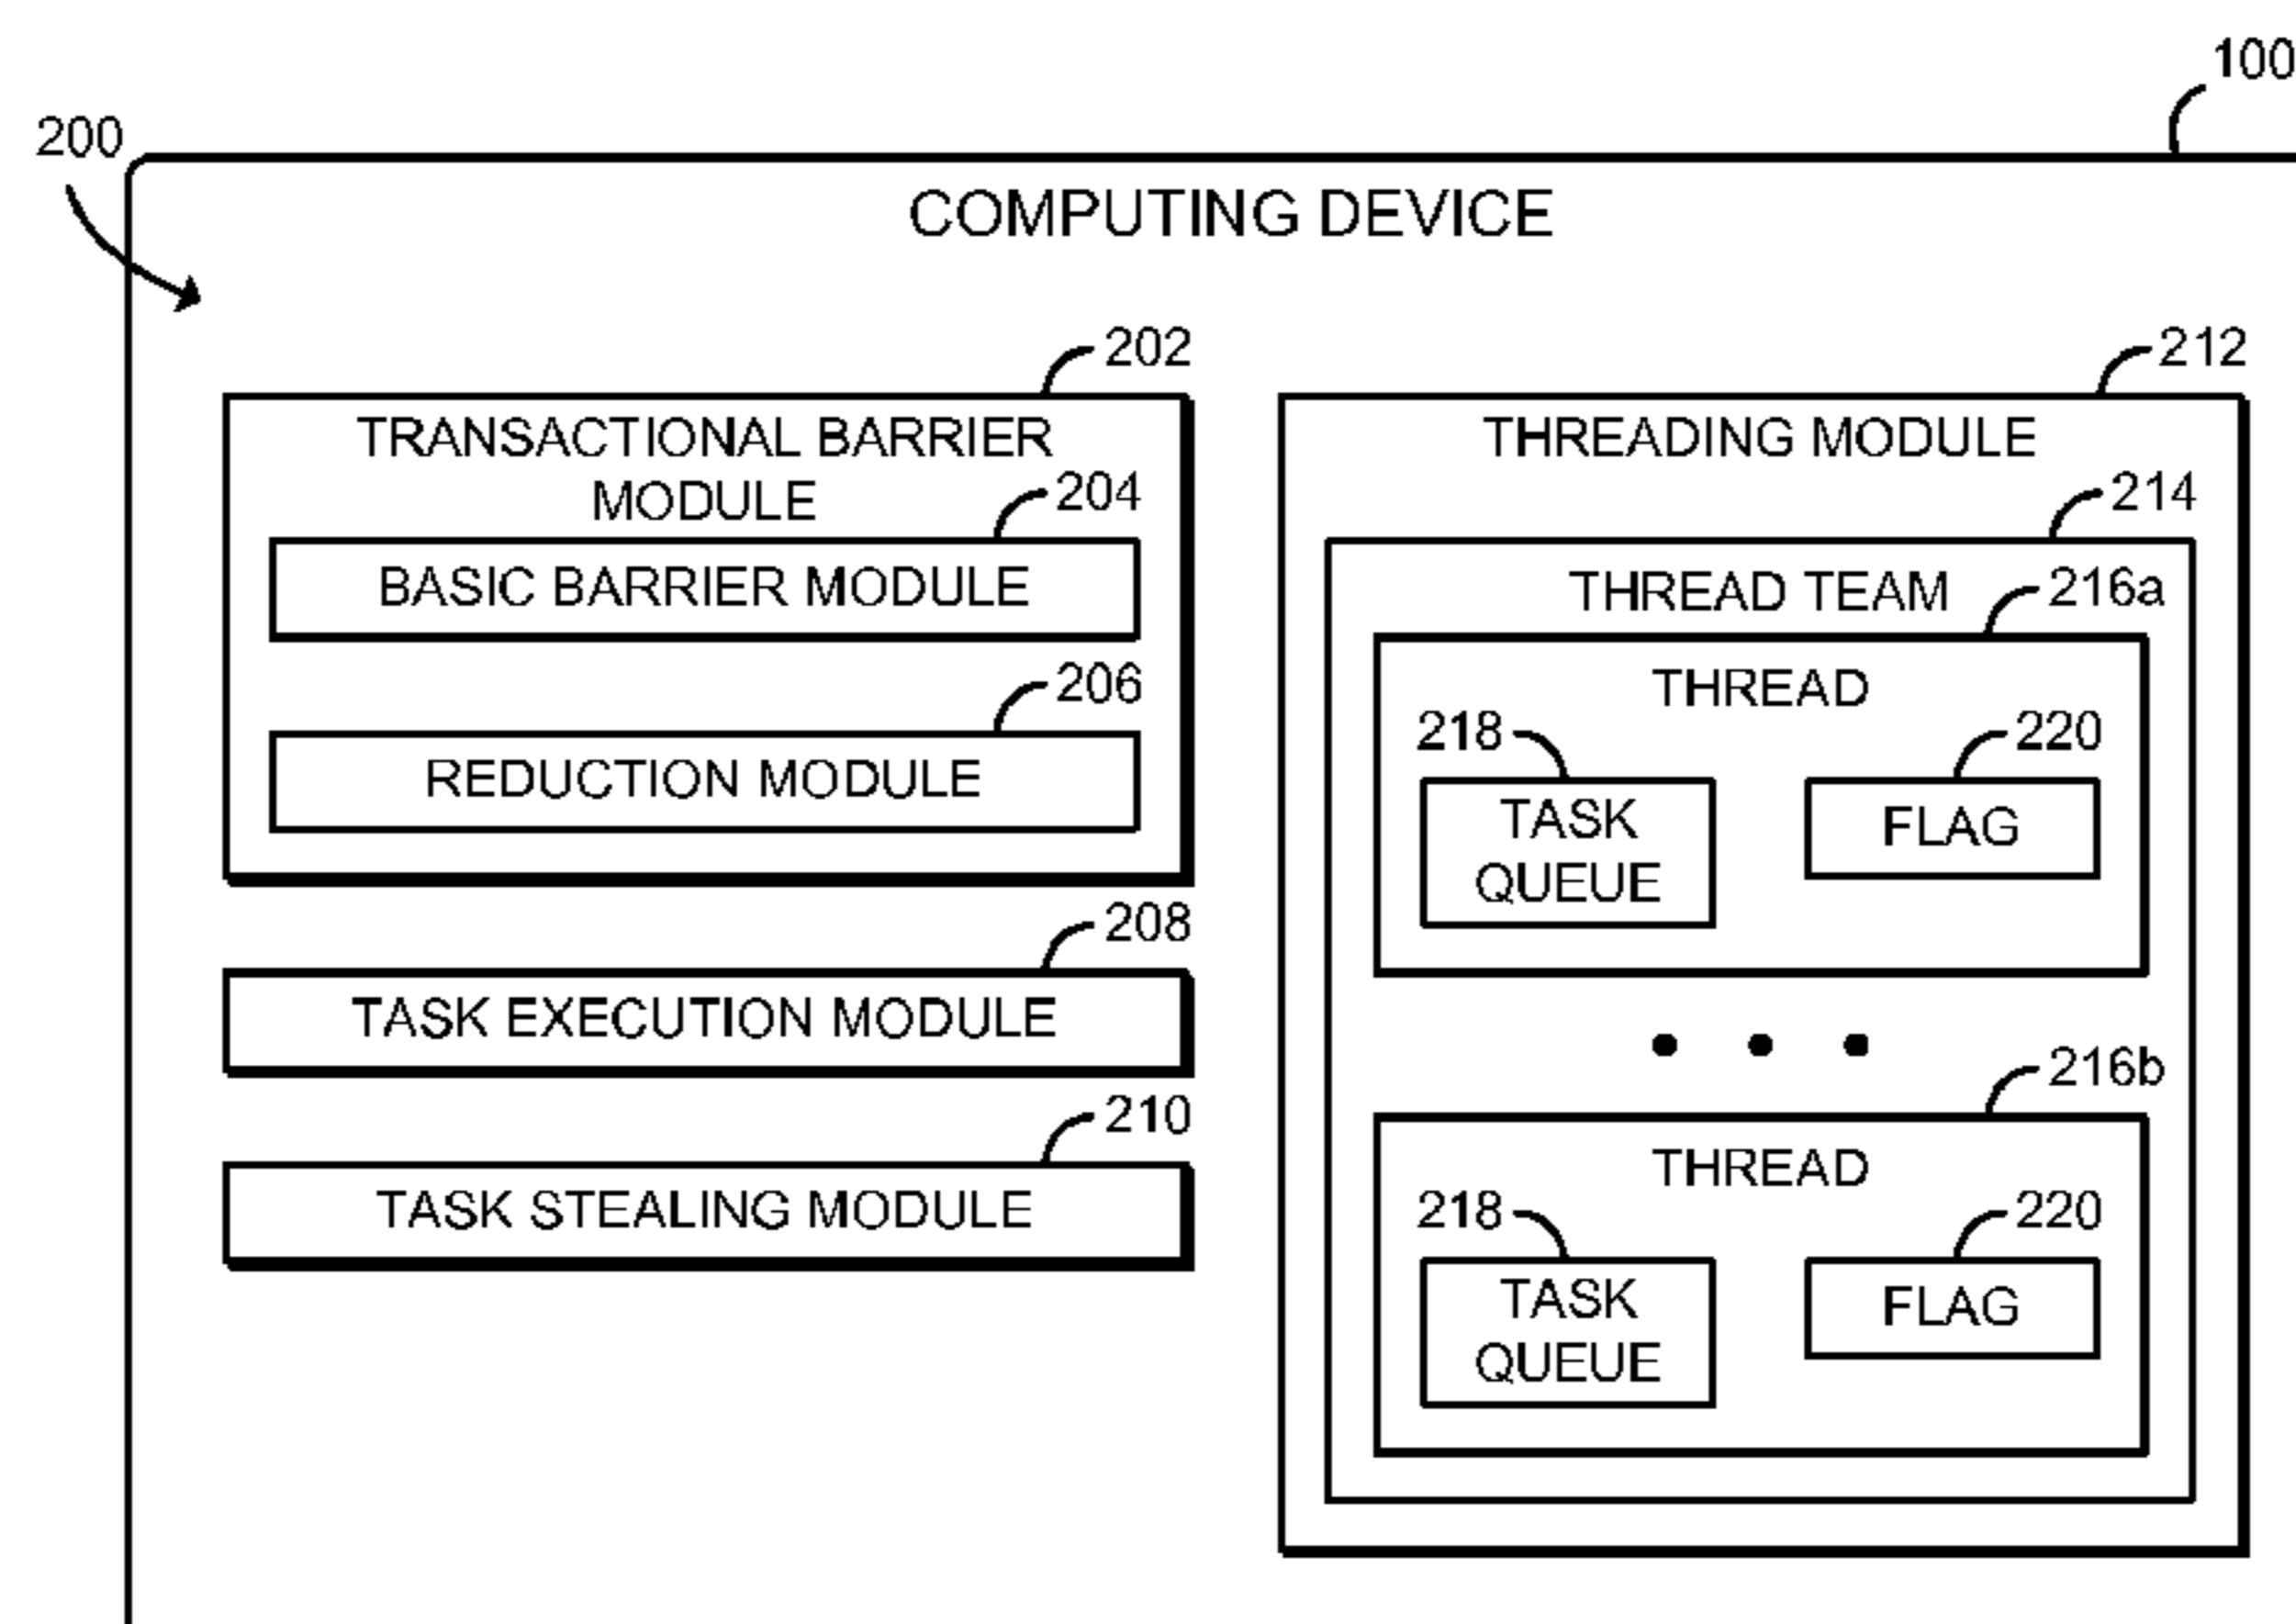 100
200
COMPUTING DEVICE
202
TRANSACTIONAL BARRIER
MODULE
204
BASIC BARRIER MODULE
206
REDUCTION MODULE
208
TASK EXECUTION MODULE
210
TASK STEALING MODULE
212
THREADING MODULE
214
THREAD TEAM
216a
THREAD
218
TASK
QUEUE
220
FLAG
216b
THREAD
218
TASK
QUEUE
220
FLAG